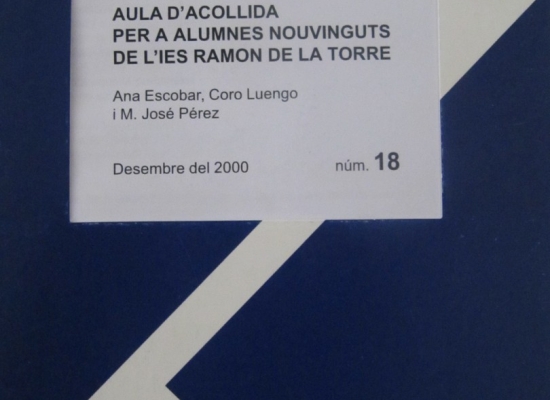 AULA D'ACOLLIDA
PER A ALUMNES NOUVINGUTS
DE L'IES RAMON DE LA TORRE
Ana Escobar, Coro Luengo
i M. José Pérez
Desembre del 2000 núm. 18